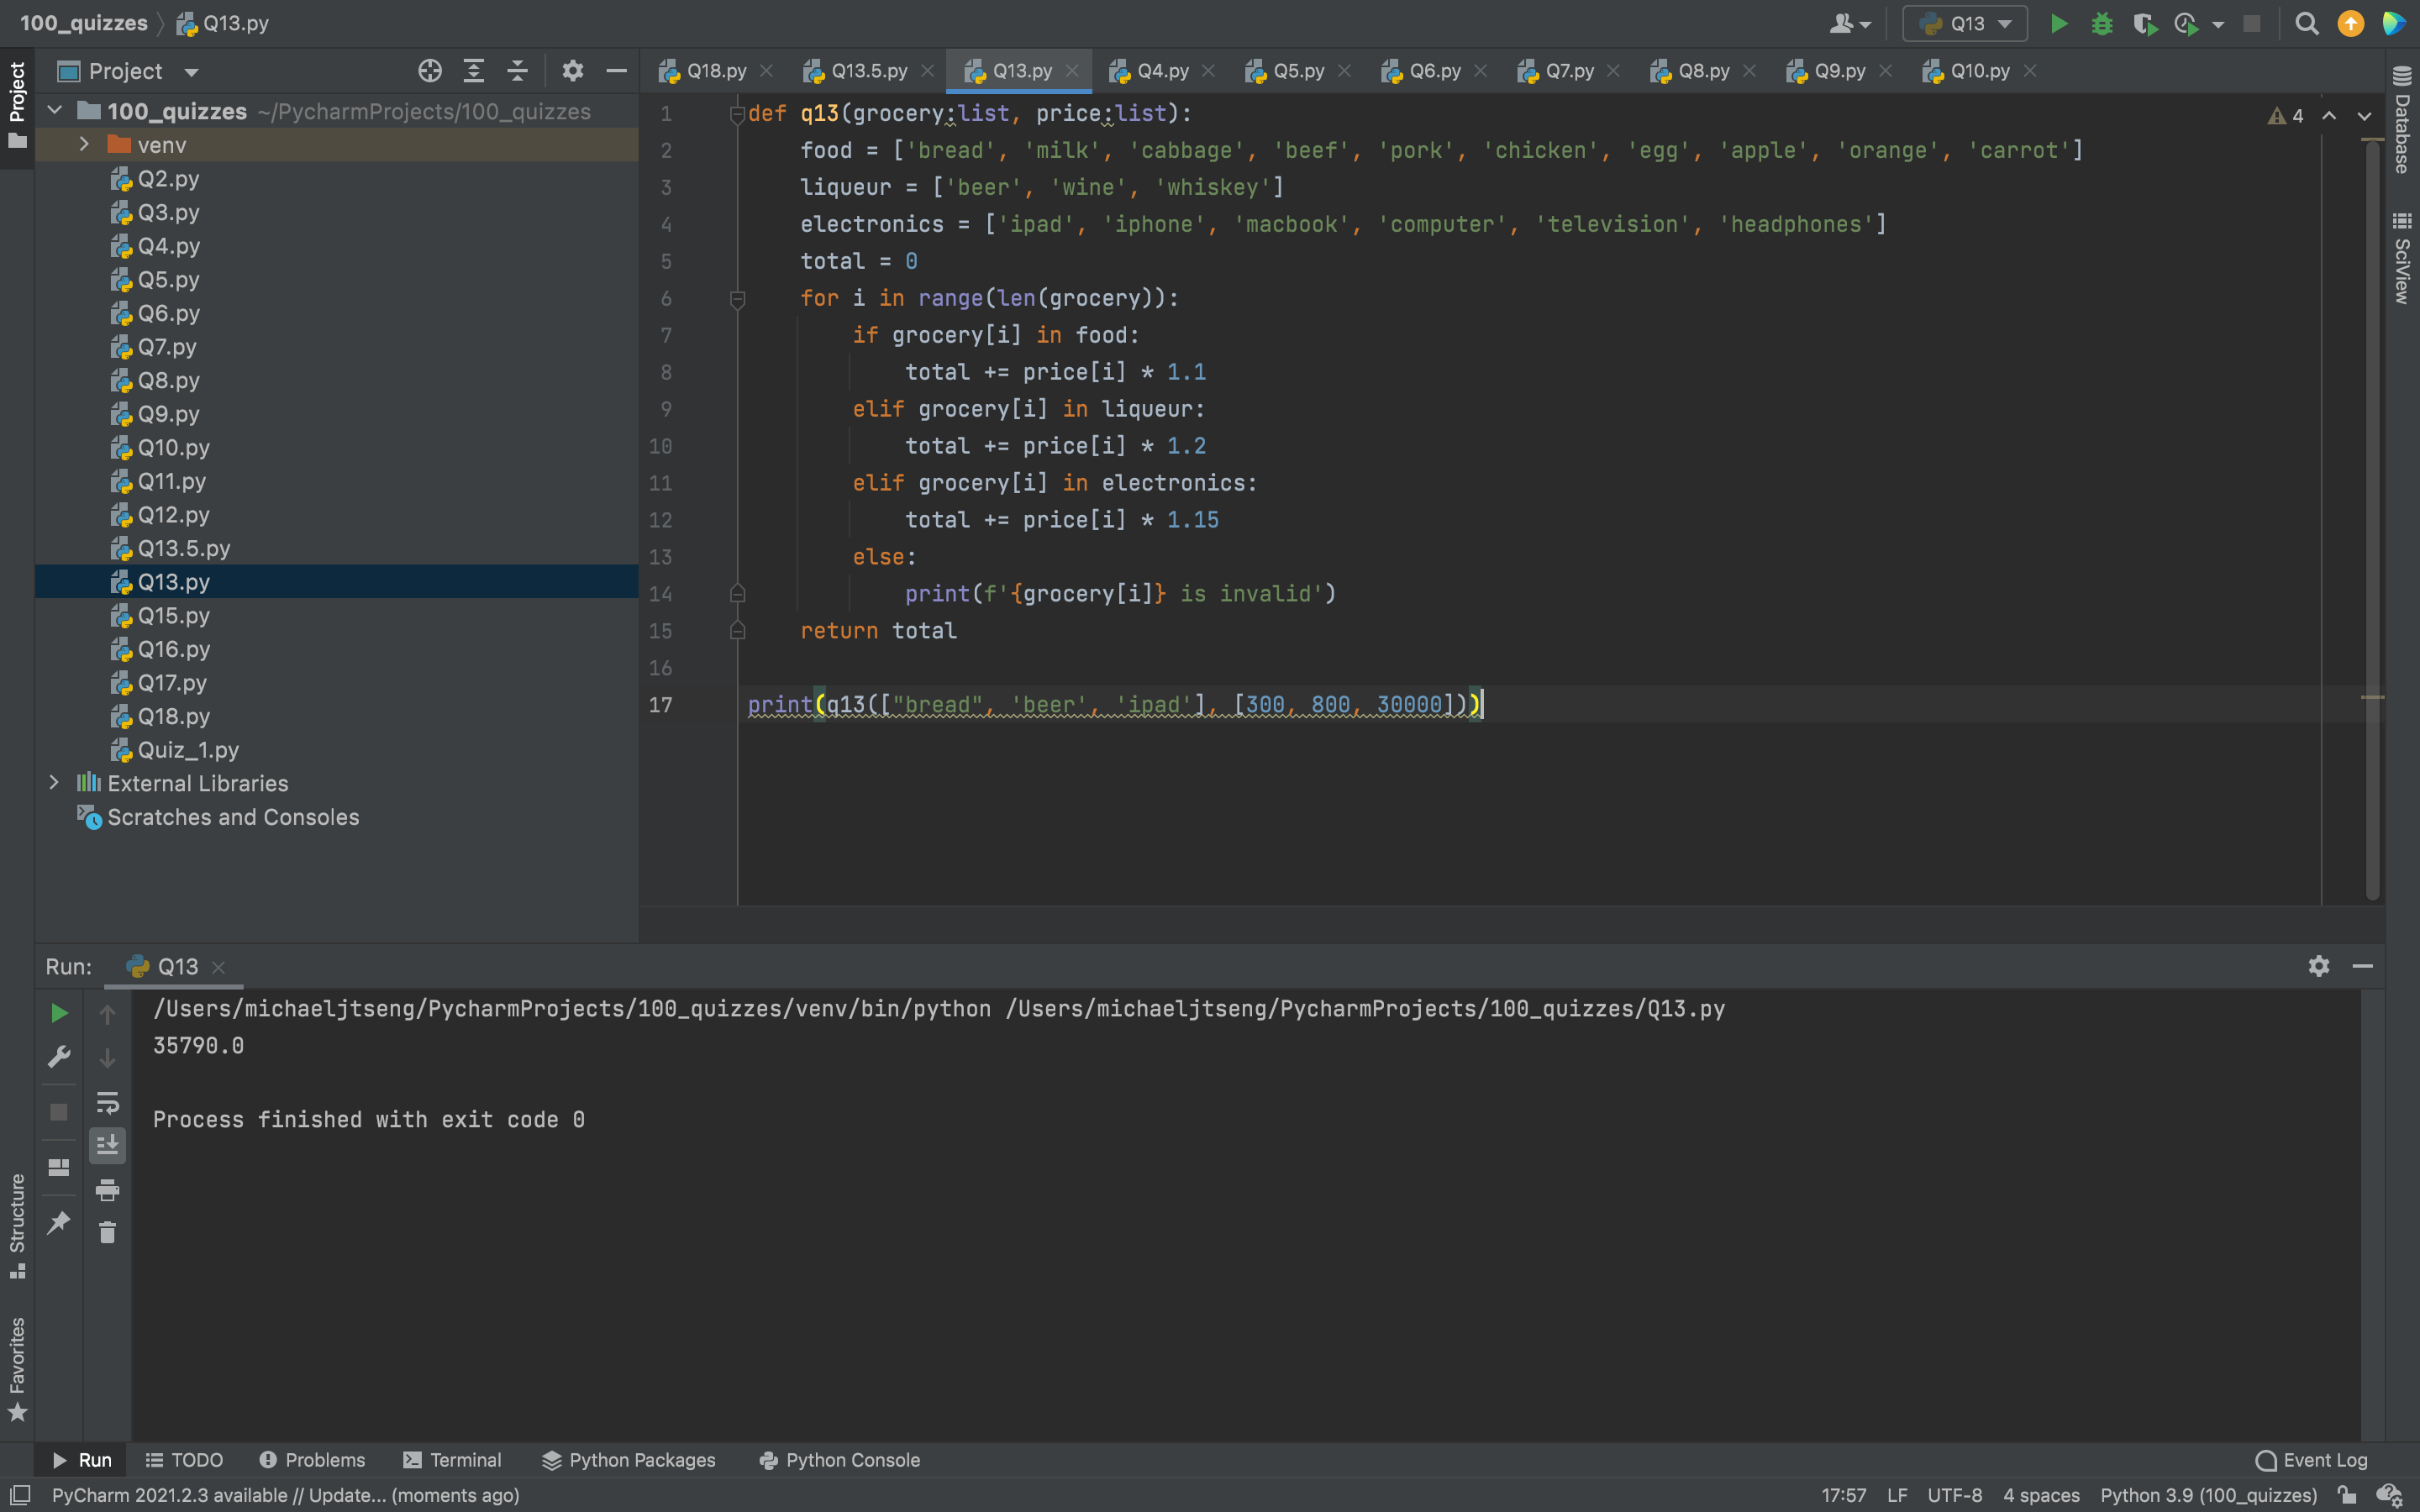 100_quizzes Q13.py
Q13
Project
Q18.py Q13.5.py Q13.py Q4.py Q5.py Q6.py Q7.py Q8.py Q9.py Q10.py
Project
100_quizzes ~/PycharmProjects/100_quizzes
venv
Q2.py
Q3.py
Q4.py
Q5.py
Q6.py
Q7.py
Q8.py
Q9.py
Q10.py
Q11.py
Q12.py
Q13.5.py
Q13.py
Q15.py
Q16.py
Q17.py
Q18.py
Quiz_1.py
External Libraries
Scratches and Consoles
1 def q13(grocery:list, price:list):
2 food = ['bread', 'milk', 'cabbage', 'beef', 'pork', 'chicken', 'egg', 'apple', 'orange', 'carrot']
3 liqueur = ['beer', 'wine', 'whiskey']
4 electronics = ['ipad', 'iphone', 'macbook', 'computer', 'television', 'headphones']
5 total = 0
6 for i in range(len(grocery)):
7 if grocery[i] in food:
8 total += price[i] * 1.1
9 elif grocery[i] in liqueur:
10 total += price[i] * 1.2
11 elif grocery[i] in electronics:
12 total += price[i] * 1.15
13 else:
14 print(f'{grocery[i]} is invalid')
15 return total
16
17 print(q13(["bread", 'beer', 'ipad'], [300, 800, 30000]))
4
Database
SciView
Run: Q13
/Users/michaeljtseng/PycharmProjects/100_quizzes/venv/bin/python /Users/michaeljtseng/PycharmProjects/100_quizzes/Q13.py
35790.0
Process finished with exit code 0
Structure
Favorites
Run TODO Problems Terminal Python Packages Python Console Event Log
PyCharm 2021.2.3 available // Update... (moments ago) 17:57 LF UTF-8 4 spaces Python 3.9 (100_quizzes)